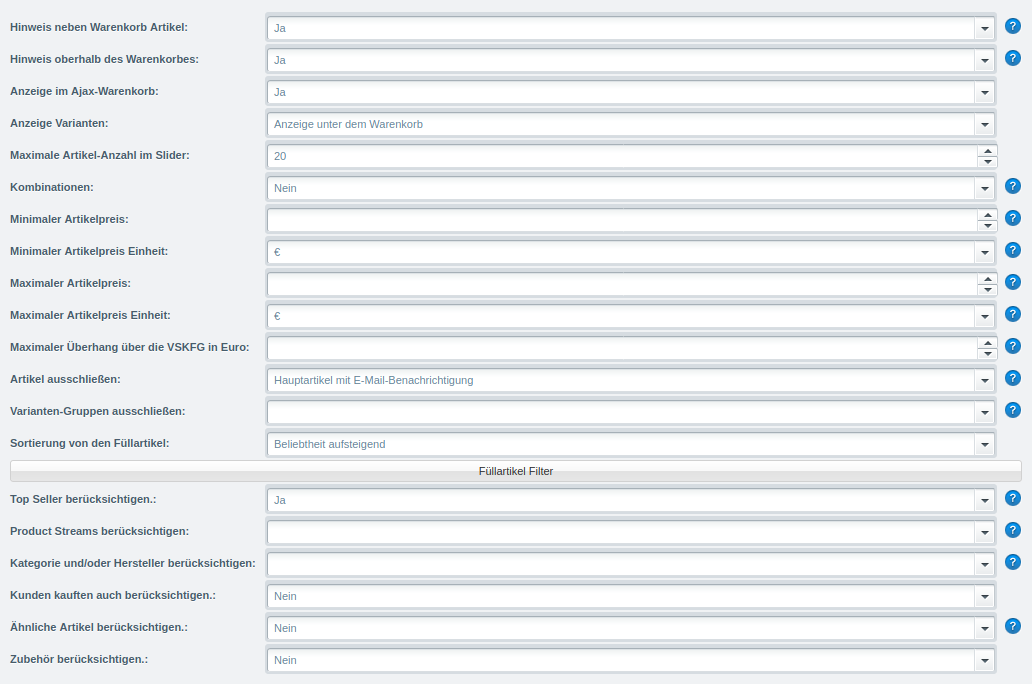 Hinweis neben Warenkorb Artikel: Ja ?
Hinweis oberhalb des Warenkorbes: Ja ?
Anzeige im Ajax-Warenkorb: Ja
Anzeige Varianten: Anzeige unter dem Warenkorb
Maximale Artikel-Anzahl im Slider: 20
Kombinationen: Nein ?
Minimaler Artikelpreis: ?
Minimaler Artikelpreis Einheit: € ?
Maximaler Artikelpreis: ?
Maximaler Artikelpreis Einheit: € ?
Maximaler Überhang über die VSKFG in Euro: ?
Artikel ausschließen: Hauptartikel mit E-Mail-Benachrichtigung ?
Varianten-Gruppen ausschließen: ?
Sortierung von den Füllartikel: Beliebtheit aufsteigend
Füllartikel Filter
Top Seller berücksichtigen.: Ja ?
Product Streams berücksichtigen: ?
Kategorie und/oder Hersteller berücksichtigen: ?
Kunden kauften auch berücksichtigen.: Nein
Ähnliche Artikel berücksichtigen.: Nein ?
Zubehör berücksichtigen.: Nein